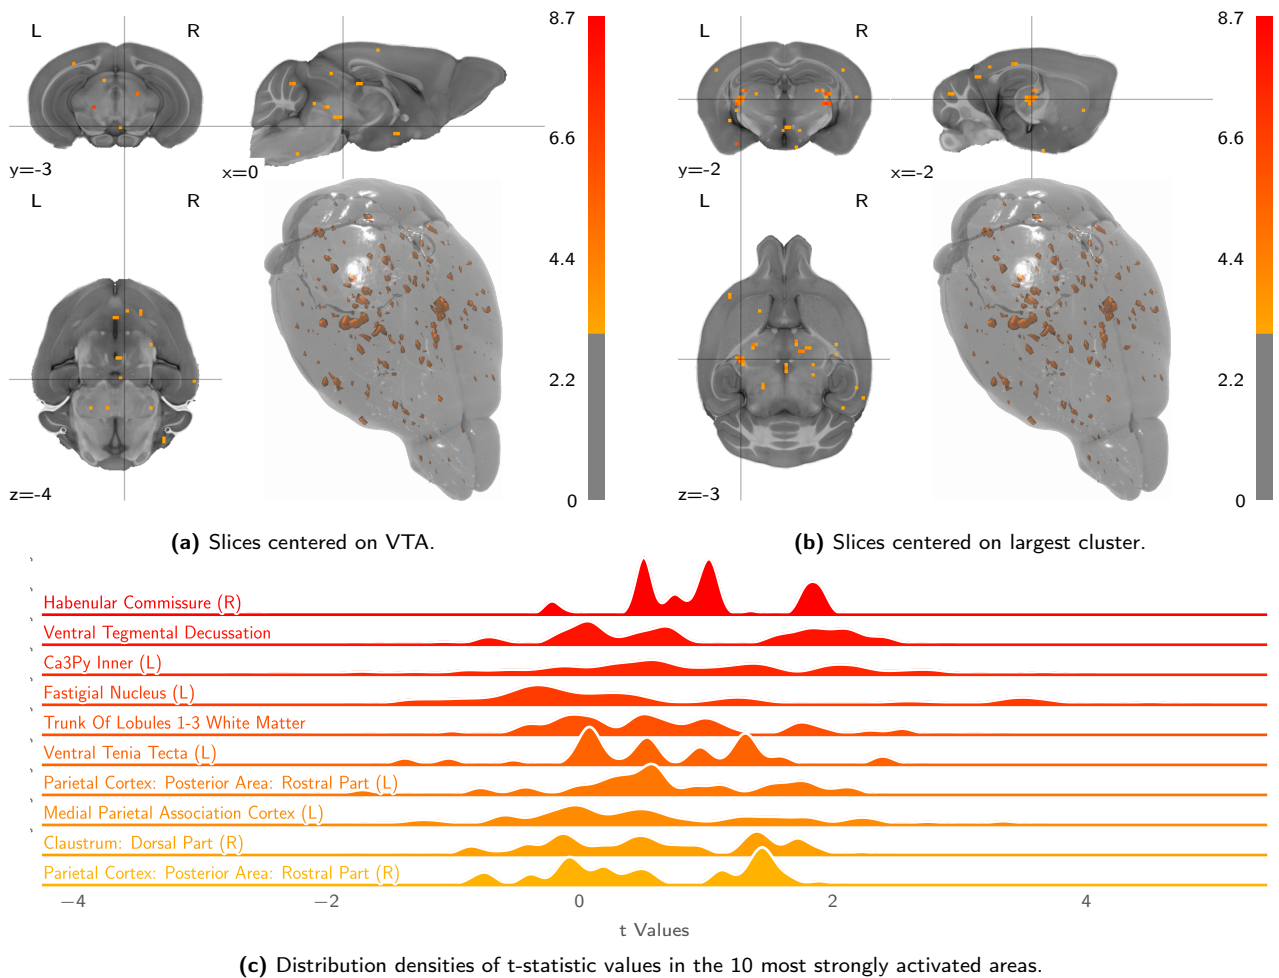 L
R
8.7
6.6
4.4
2.2
0
y=-3
x=0
L
R
z=-4
(a) Slices centered on VTA.
L
R
8.7
6.6
4.4
2.2
0
y=-2
x=-2
L
R
z=-3
(b) Slices centered on largest cluster.
Habenular Commissure (R)
Ventral Tegmental Decussation
Ca3Py Inner (L)
Fastigial Nucleus (L)
Trunk Of Lobules 1-3 White Matter
Ventral Tenia Tecta (L)
Parietal Cortex: Posterior Area: Rostral Part (L)
Medial Parietal Association Cortex (L)
Claustrum: Dorsal Part (R)
Parietal Cortex: Posterior Area: Rostral Part (R)
−4 −2 0 2 4
t Values
(c) Distribution densities of t-statistic values in the 10 most strongly activated areas.